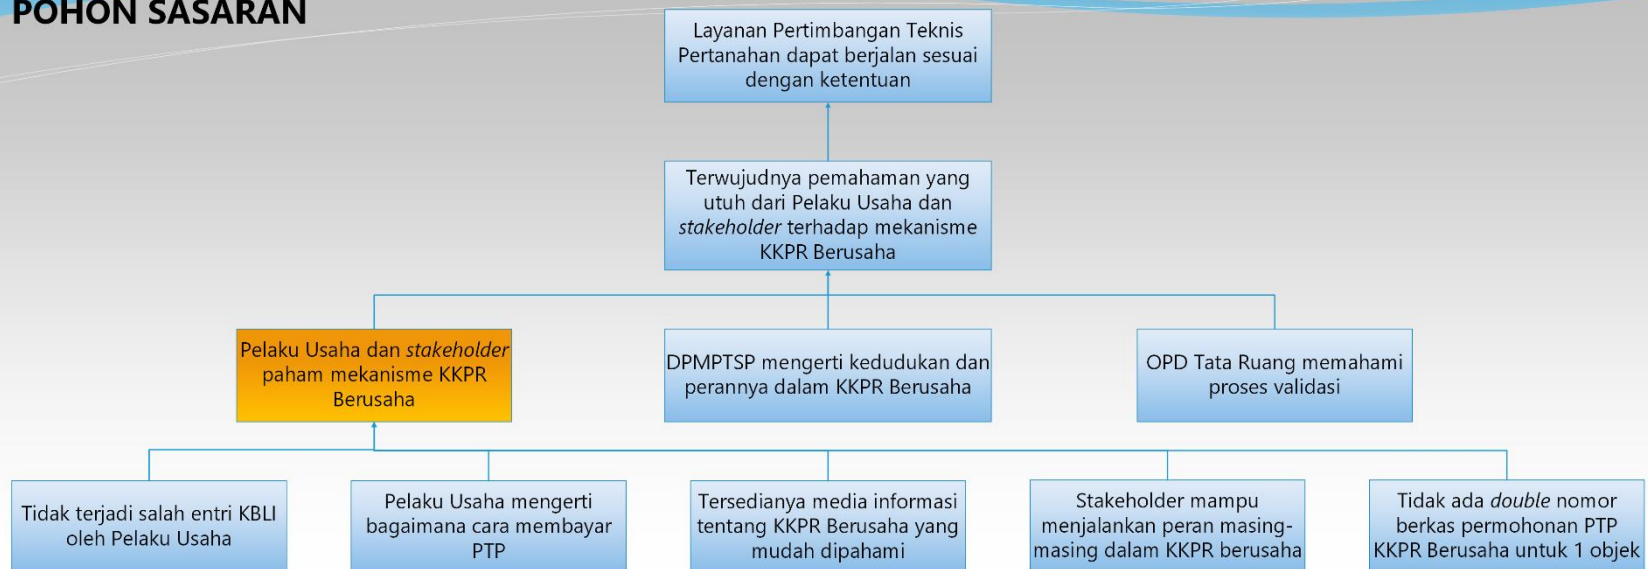 POHON SASARAN
Layanan Pertimbangan Teknis
Pertanahan dapat berjalan sesuai
dengan ketentuan
Terwujudnya pemahaman yang
utuh dari Pelaku Usaha dan
stakeholder terhadap mekanisme
KKPR Berusaha
Pelaku Usaha dan stakeholder
paham mekanisme KKPR
Berusaha
DPMPTSP mengerti kedudukan dan
perannya dalam KKPR Berusaha
OPD Tata Ruang memahami
proses validasi
Tidak terjadi salah entri KBLI
oleh Pelaku Usaha
Pelaku Usaha mengerti
bagaimana cara membayar
PTP
Tersedianya media informasi
tentang KKPR Berusaha yang
mudah dipahami
Stakeholder mampu
menjalankan peran masing-
masing dalam KKPR berusaha
Tidak ada double nomor
berkas permohonan PTP
KKPR Berusaha untuk 1 objek